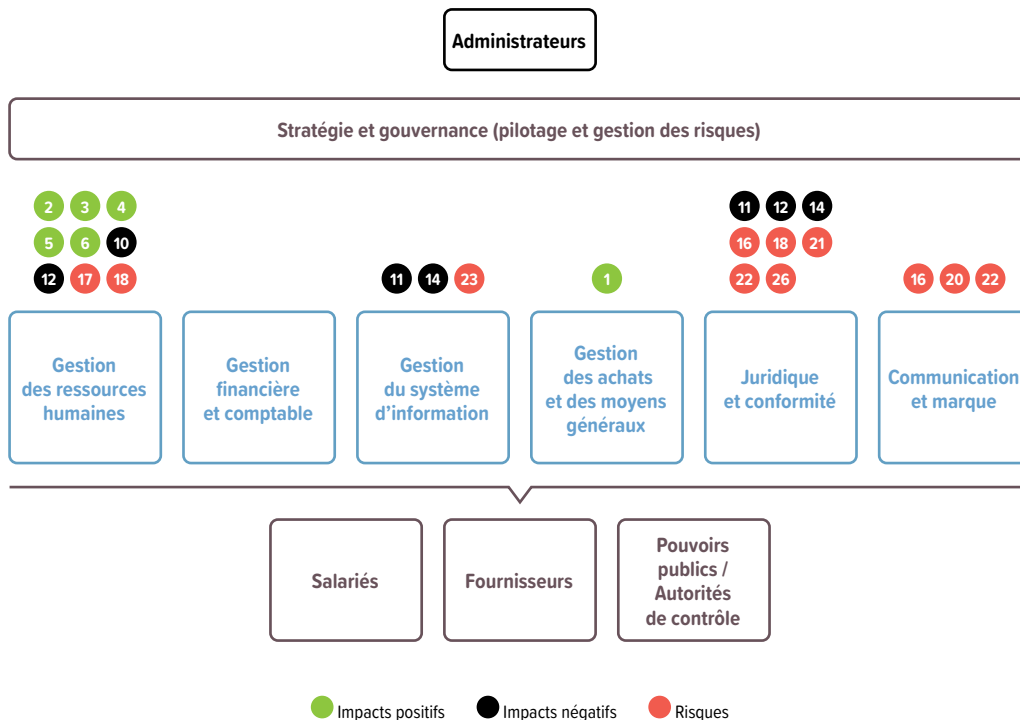 Administrateurs
Stratégie et gouvernance (pilotage et gestion des risques)
2 3 4
5 6 10
12 17 18
11 14 23
1
11 12 14
16 18 21
22 26
16 20 22
Gestion
des ressources
humaines
Gestion
financière
et comptable
Gestion
du système
d'information
Gestion
des achats
et des moyens
généraux
Juridique
et conformité
Communication
et marque
Salariés
Fournisseurs
Pouvoirs
publics /
Autorités
de contrôle
Impacts positifs
Impacts négatifs
Risques